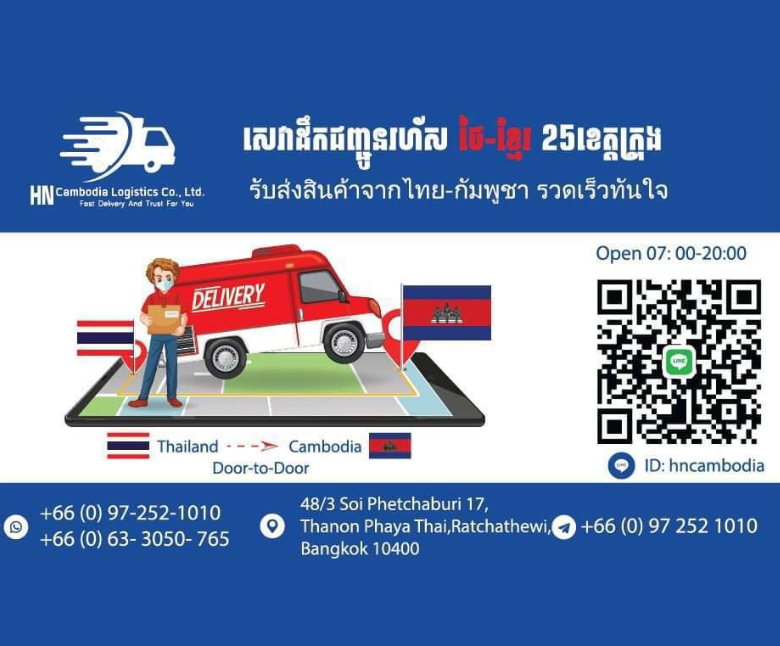 សេវាដឹកជញ្ជូនរហ័ស ថៃ-ខ្មែរ 25ខេត្តក្រុង
HN Cambodia Logistics Co., Ltd.
Fast Delivery And Trust For You
รับส่งสินค้าจากไทย-กัมพูชา รวดเร็วทันใจ
Open 07: 00-20:00
DELIVERY
LINE
Thailand Cambodia
Door-to-Door
ID: hncambodia
+66 (0) 97-252-1010
+66 (0) 63- 3050- 765
48/3 Soi Phetchaburi 17,
Thanon Phaya Thai,Ratchathewi,
Bangkok 10400
+66 (0) 97 252 1010